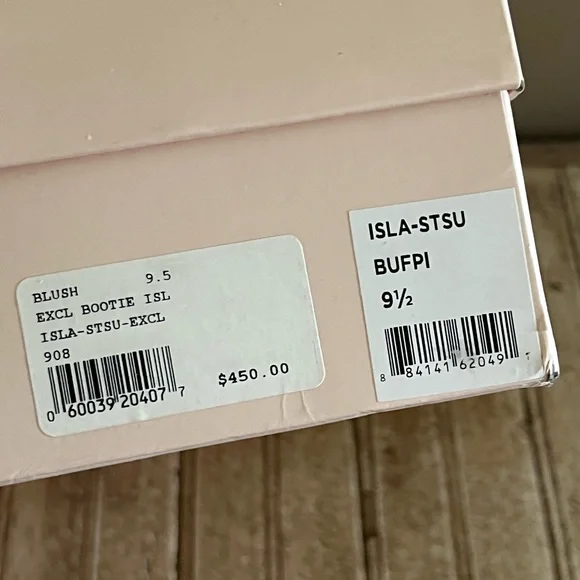 BLUSH 9.5
EXCL BOOTIE ISL
ISLA-STSU-EXCL
908
$450.00
0 60039 20407 7
ISLA-STSU
BUFPI
9½
8 84141 62049 1